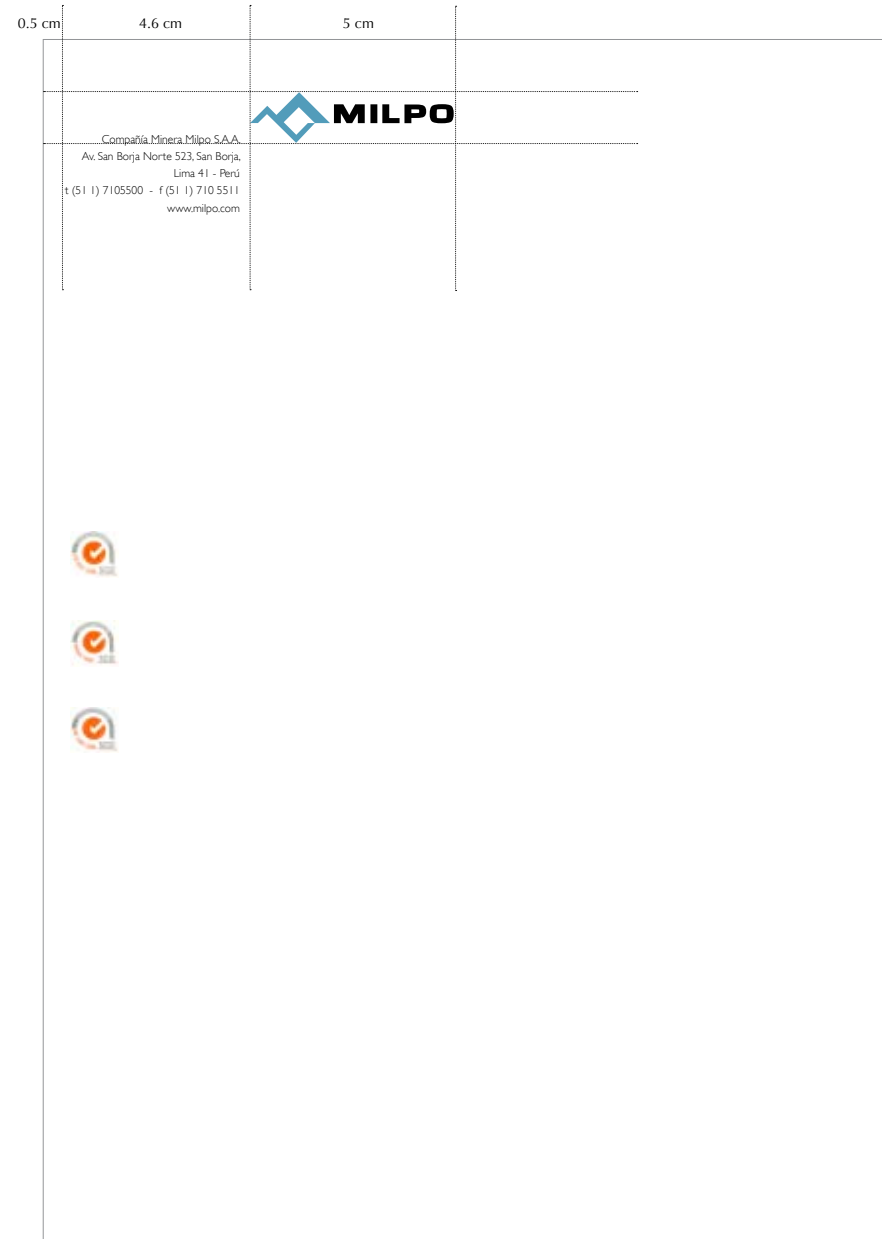 0.5 cm 4.6 cm 5 cm
MILPO
Compañía Minera Milpo S.A.A.
Av. San Borja Norte 523, San Borja,
Lima 41 - Perú
t (51 1) 7105500 - f (51 1) 710 5511
www.milpo.com